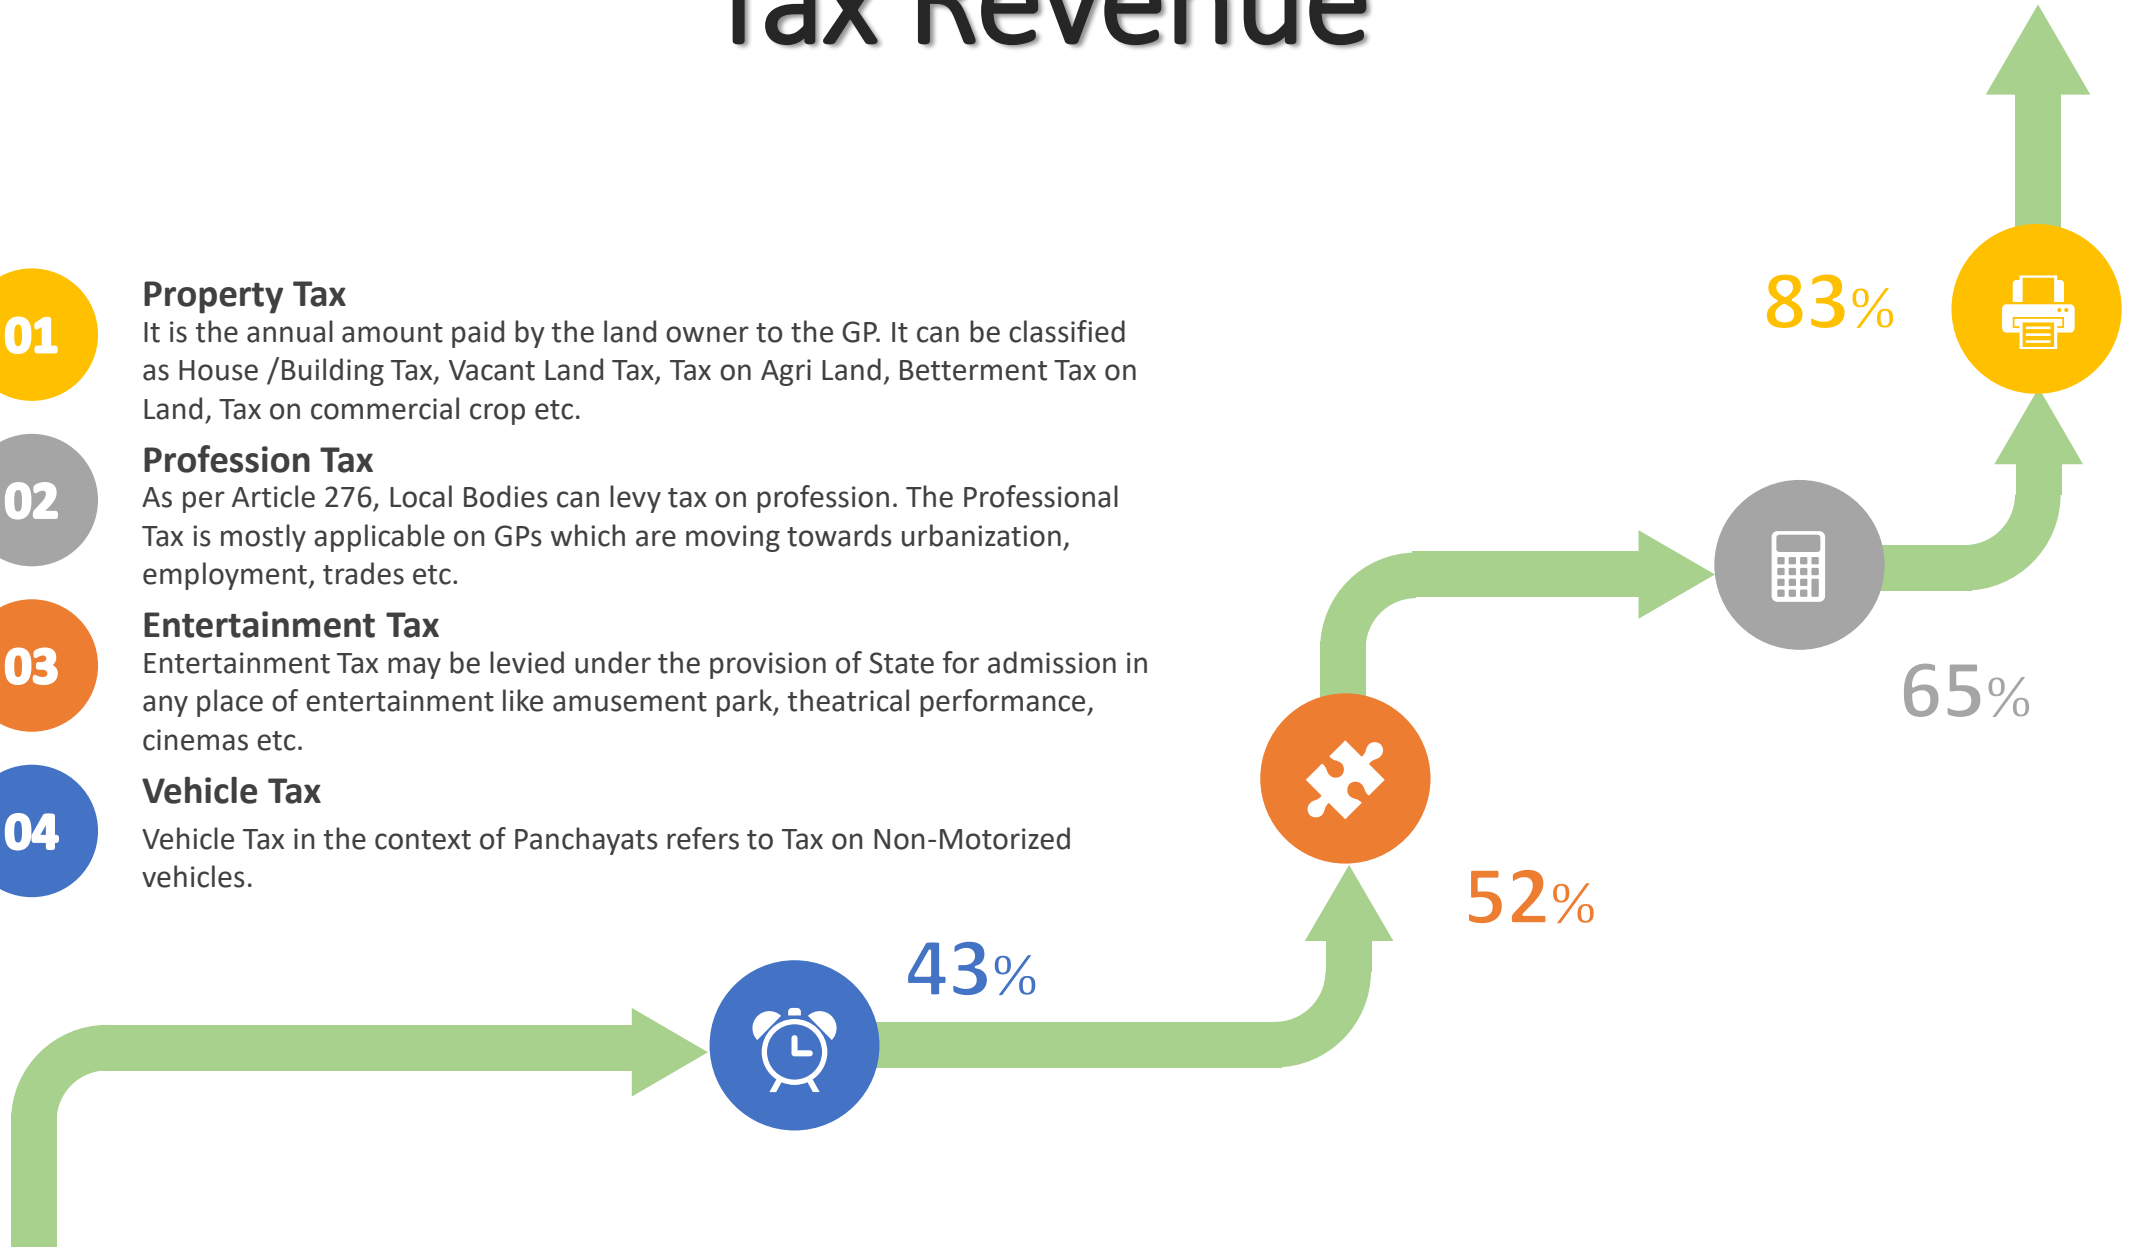 Tax Revenue
01
Property Tax
It is the annual amount paid by the land owner to the GP. It can be classified
as House /Building Tax, Vacant Land Tax, Tax on Agri Land, Betterment Tax on
Land, Tax on commercial crop etc.
02
Profession Tax
As per Article 276, Local Bodies can levy tax on profession. The Professional
Tax is mostly applicable on GPs which are moving towards urbanization,
employment, trades etc.
03
Entertainment Tax
Entertainment Tax may be levied under the provision of State for admission in
any place of entertainment like amusement park, theatrical performance,
cinemas etc.
04
Vehicle Tax
Vehicle Tax in the context of Panchayats refers to Tax on Non-Motorized
vehicles.
83%
65%
52%
43%